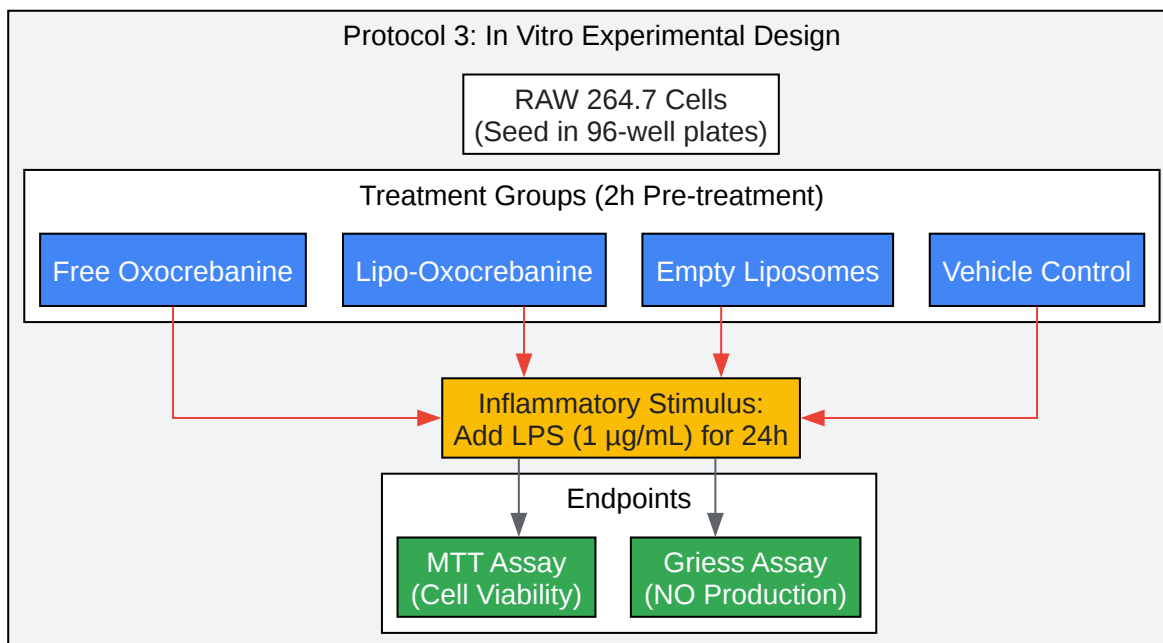 Protocol 3: In Vitro Experimental Design
RAW 264.7 Cells
(Seed in 96-well plates)
Treatment Groups (2h Pre-treatment)
Free Oxocrebanine
Lipo-Oxocrebanine
Empty Liposomes
Vehicle Control
Inflammatory Stimulus:
Add LPS (1 µg/mL) for 24h
Endpoints
MTT Assay
(Cell Viability)
Griess Assay
(NO Production)